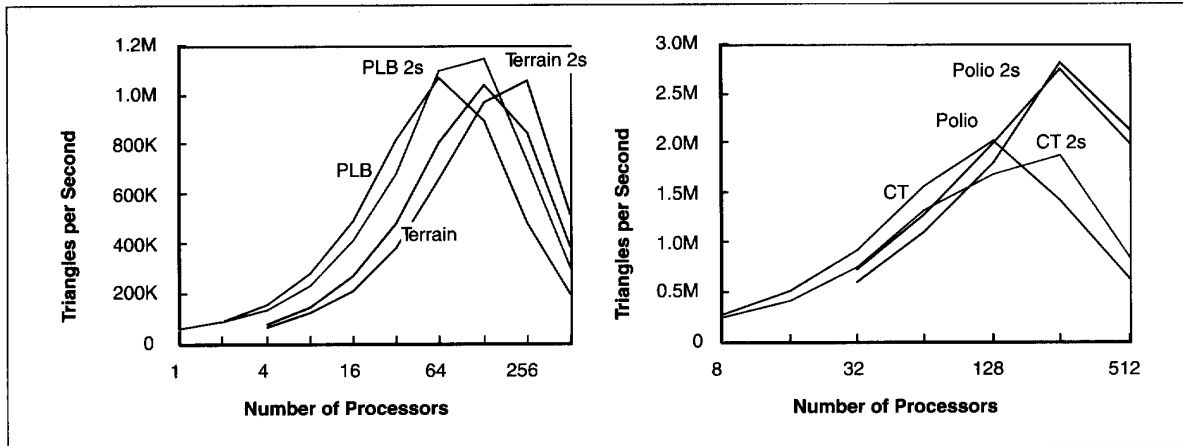 Triangles per Second
1.2M
1.0M
800K
600K
400K
200K
0
PLB 2s
Terrain 2s
PLB
Terrain
1
4
16
64
256
Number of Processors
Triangles per Second
3.0M
2.5M
2.0M
1.5M
1.0M
0.5M
0
Polio 2s
Polio
CT 2s
CT
8
32
128
512
Number of Processors